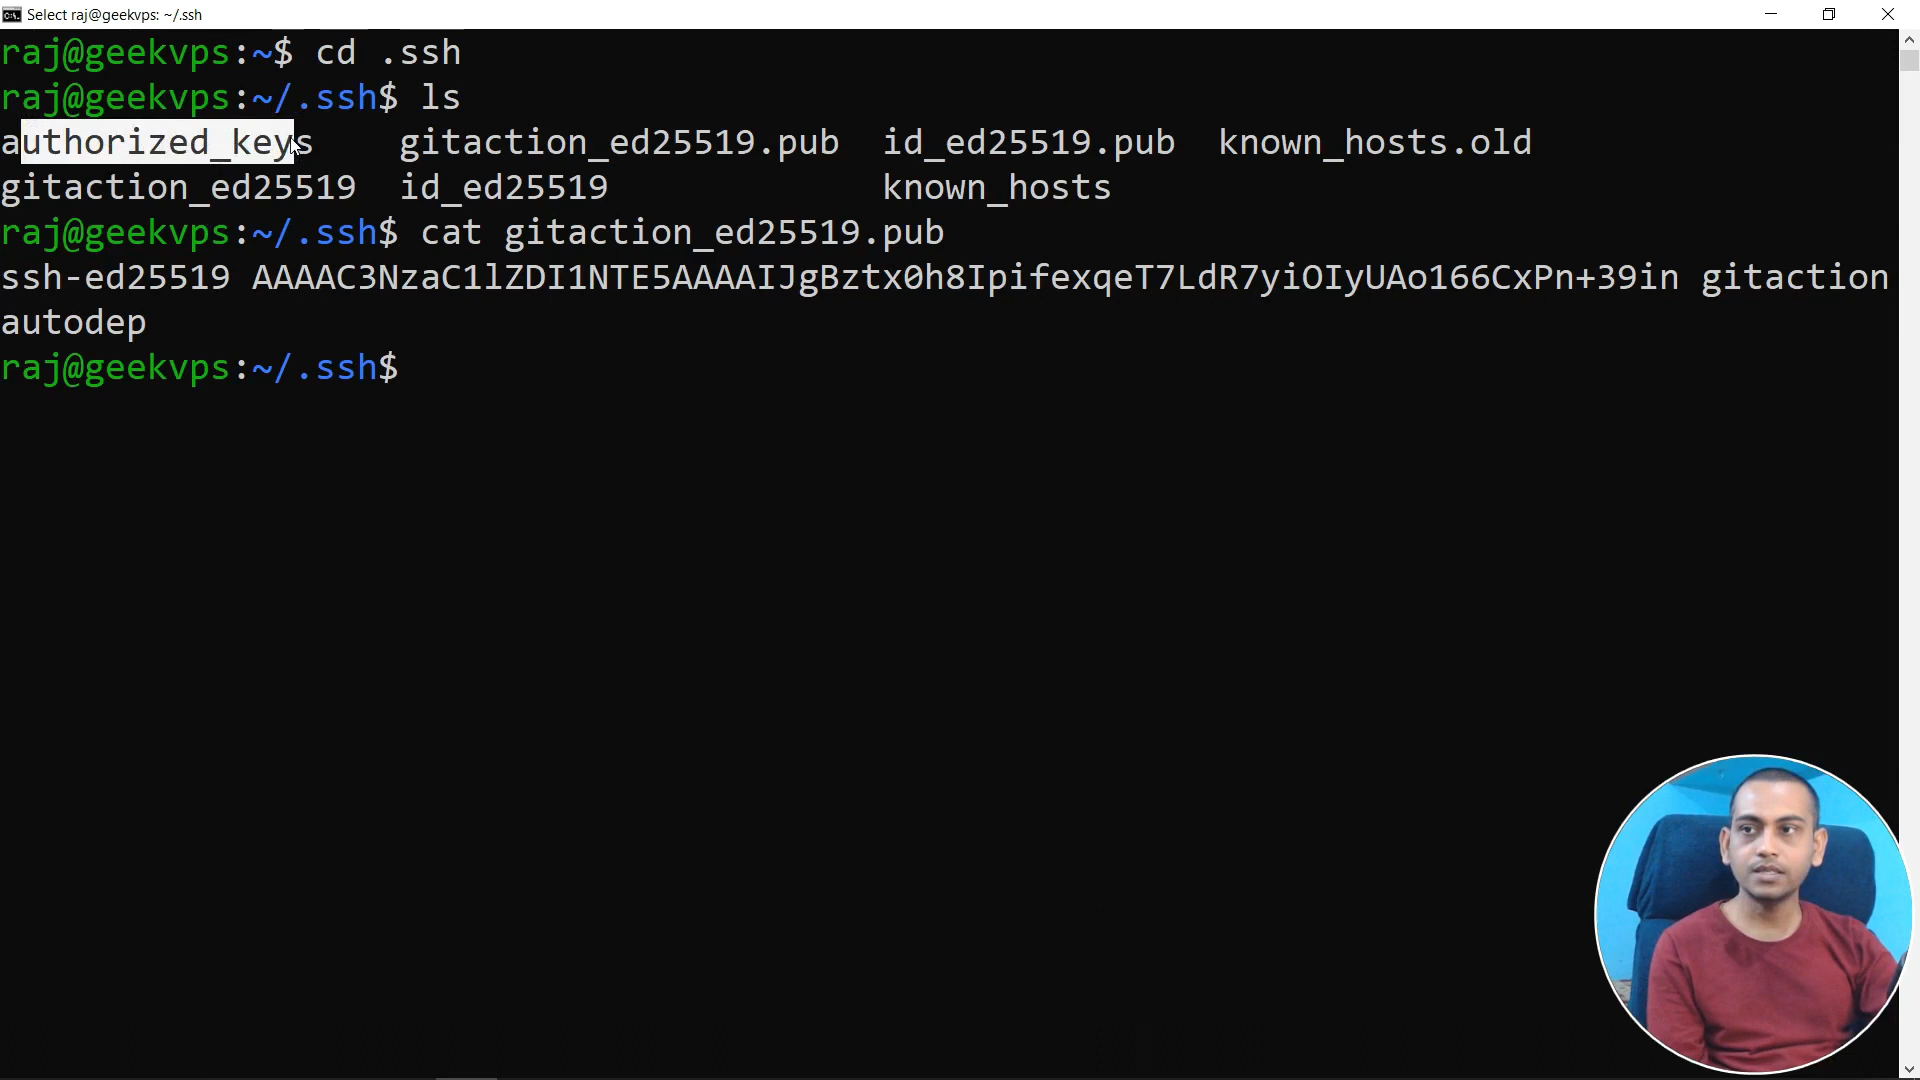 Select raj@geekvps: ~/.ssh
raj@geekvps:~$ cd .ssh
raj@geekvps:~/.ssh$ ls
authorized_keys gitaction_ed25519.pub id_ed25519.pub known_hosts.old
gitaction_ed25519 id_ed25519 known_hosts
raj@geekvps:~/.ssh$ cat gitaction_ed25519.pub
ssh-ed25519 AAAAC3NzaC1lZDI1NTE5AAAAIJgBztx0h8IpifexqeT7LdR7yiOIyUAo166CxPn+39in gitaction
autodep
raj@geekvps:~/.ssh$